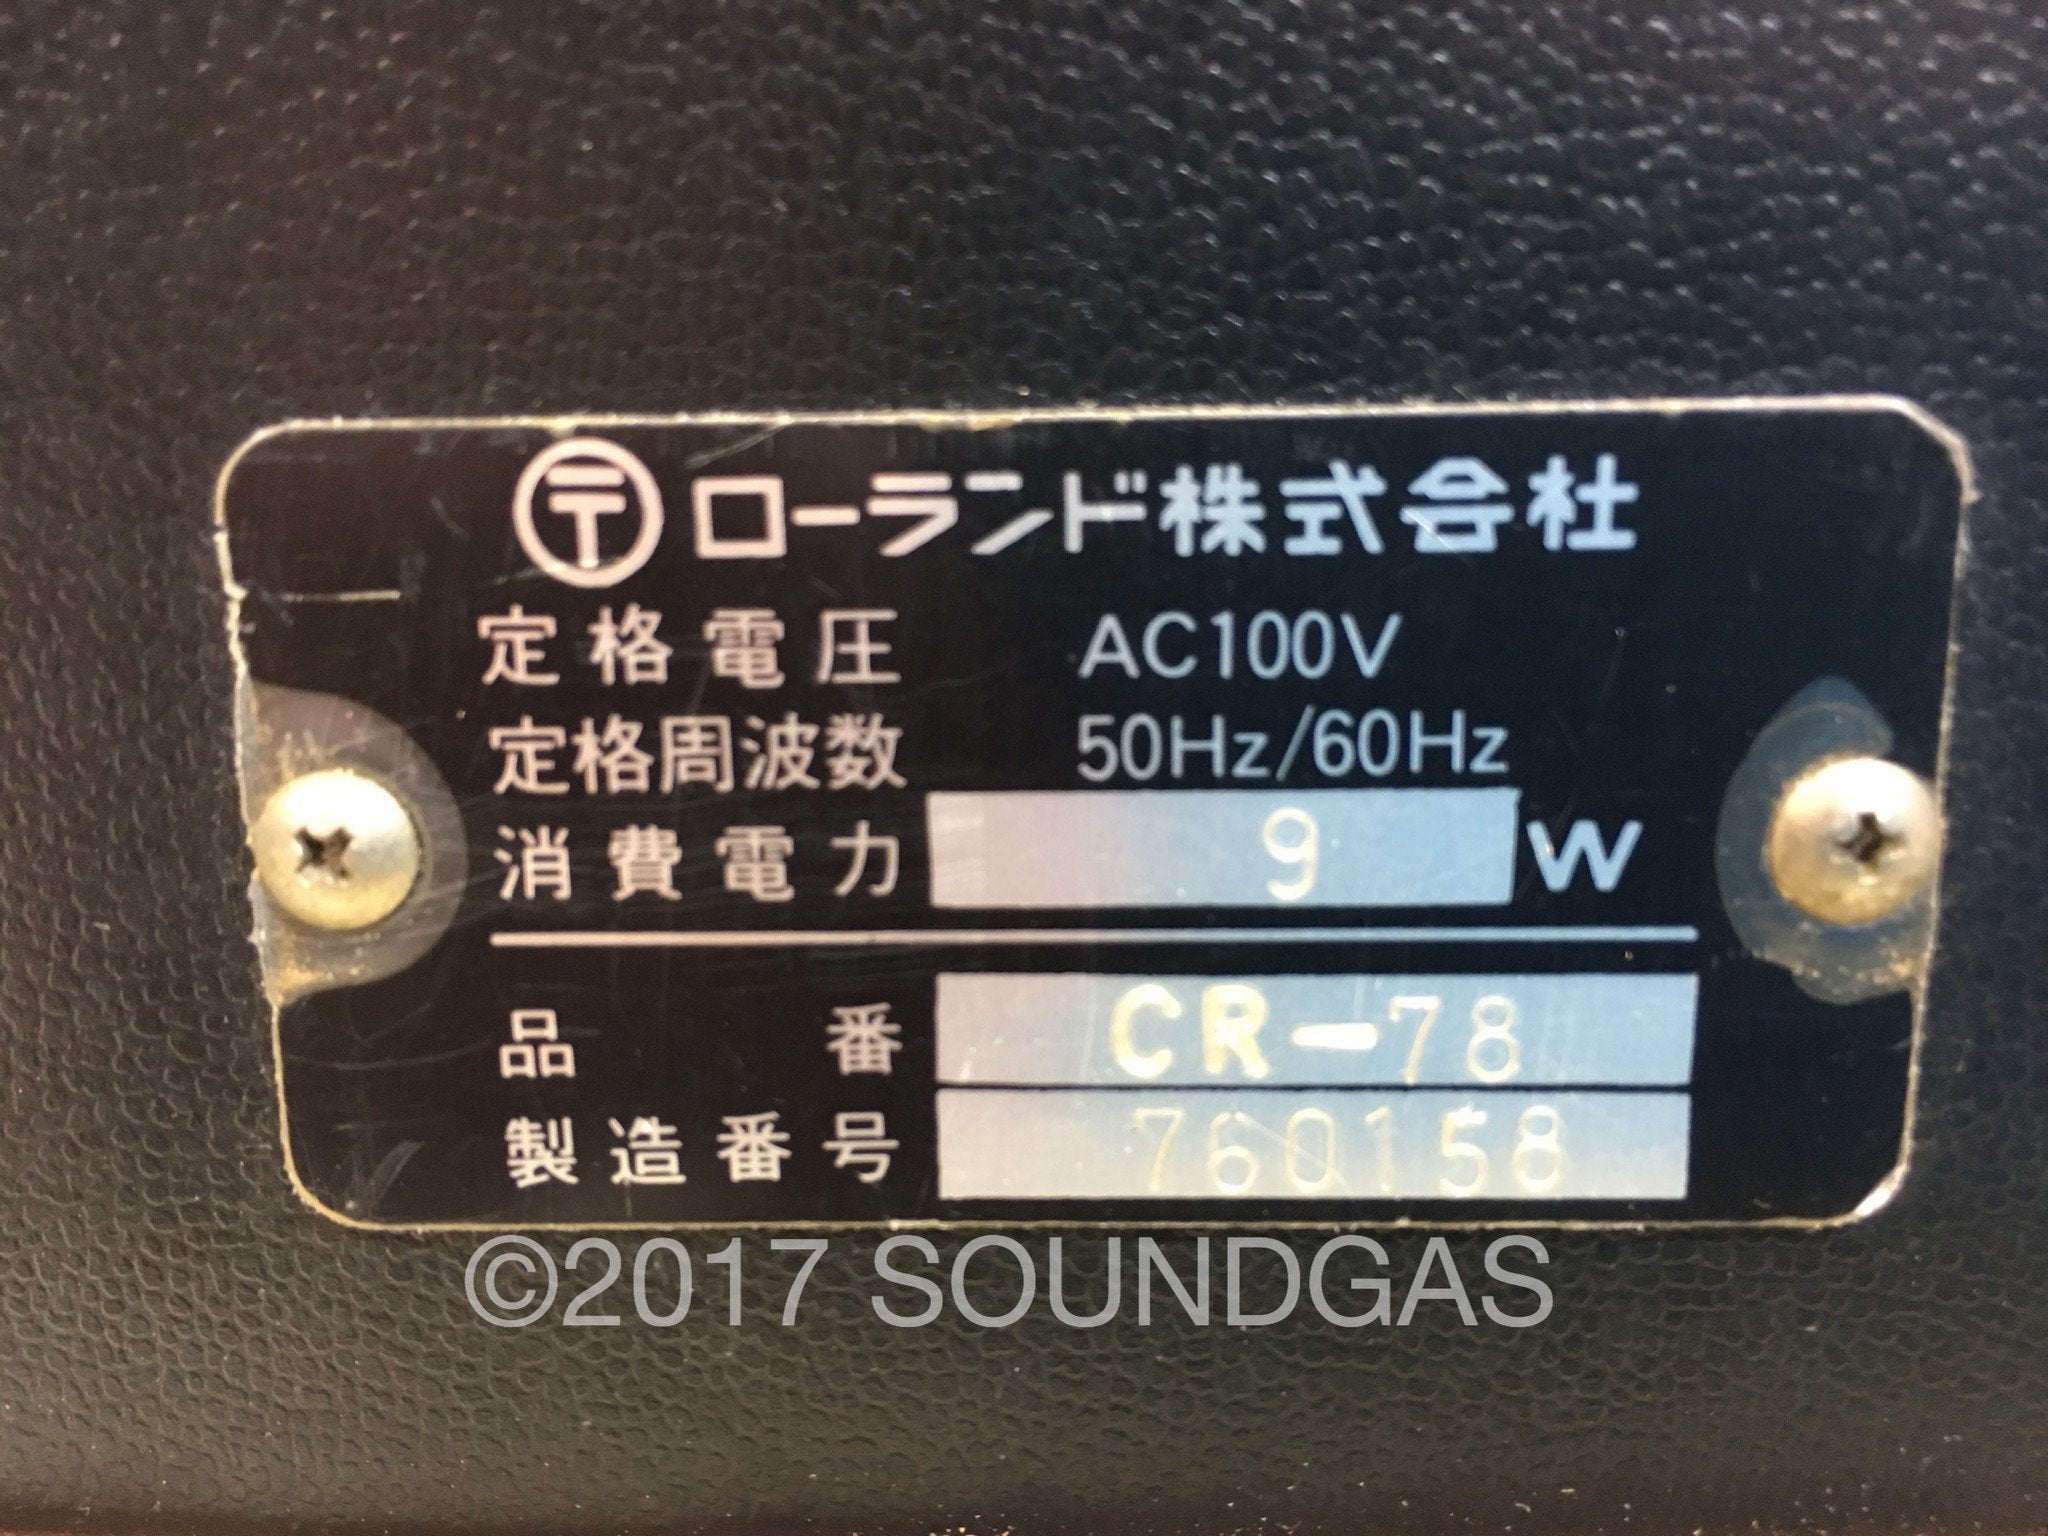 〶ローランド株式会社
定格電圧 AC100V
定格周波数 50Hz/60Hz
消費電力 9 W
品番 CR-78
製造番号 760158
©2017 SOUNDGAS